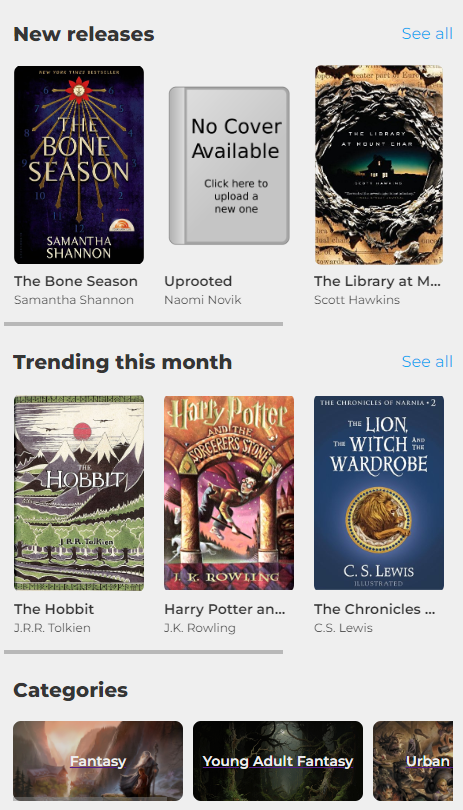 New releases
See all
NEW YORK TIMES BESTSELLER
THE
BONE
SEASON
SAMANTHA
SHANNON
No Cover
Available
Click here to
upload a
new one
THE LIBRARY
AT MOUNT CHAR
SCOTT HAWKINS
The Bone Season
Samantha Shannon
Uprooted
Naomi Novik
The Library at M...
Scott Hawkins
Trending this month
See all
THE
HOBBIT
J.R.R. Tolkien
Harry Potter
AND THE
SORCERER'S STONE
J. K. ROWLING
THE CHRONICLES OF NARNIA • 2
THE LION,
THE WITCH AND THE
WARDROBE
C. S. LEWIS
ILLUSTRATED
The Hobbit
J.R.R. Tolkien
Harry Potter an...
J.K. Rowling
The Chronicles ...
C.S. Lewis
Categories
Fantasy
Young Adult Fantasy
Urban